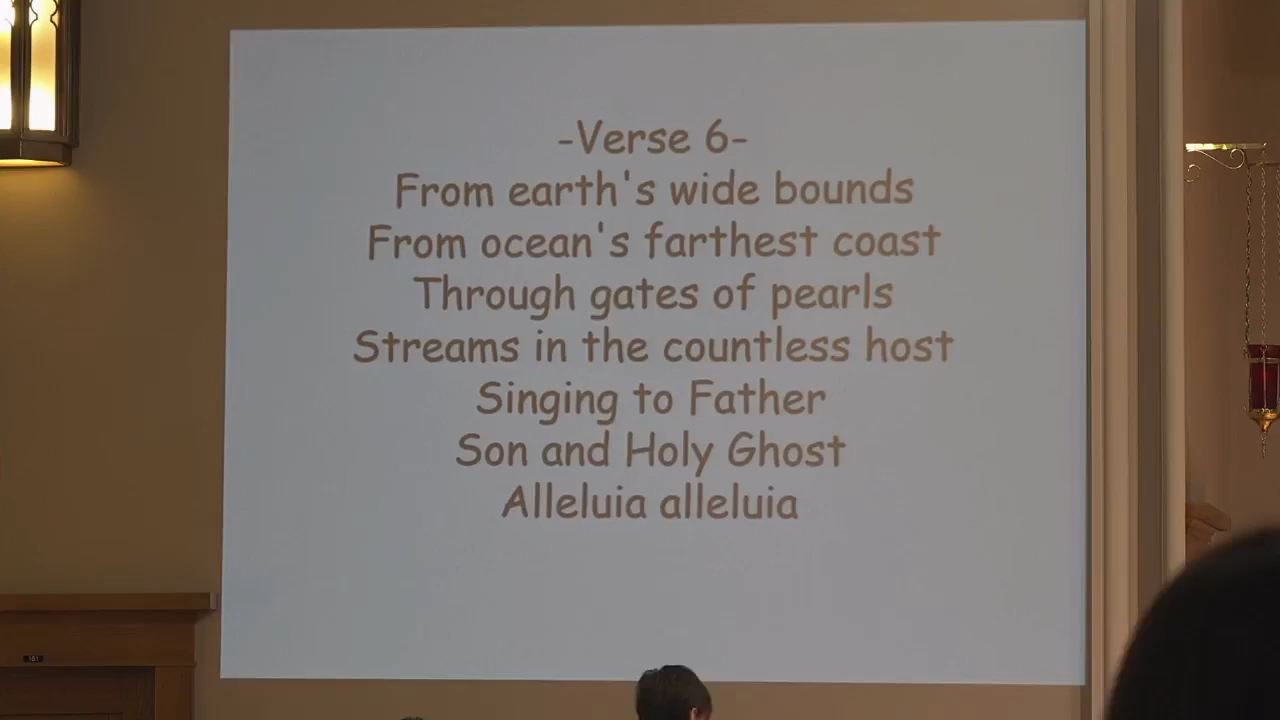 -Verse 6-
From earth's wide bounds
From ocean's farthest coast
Through gates of pearls
Streams in the countless host
Singing to Father
Son and Holy Ghost
Alleluia alleluia
151